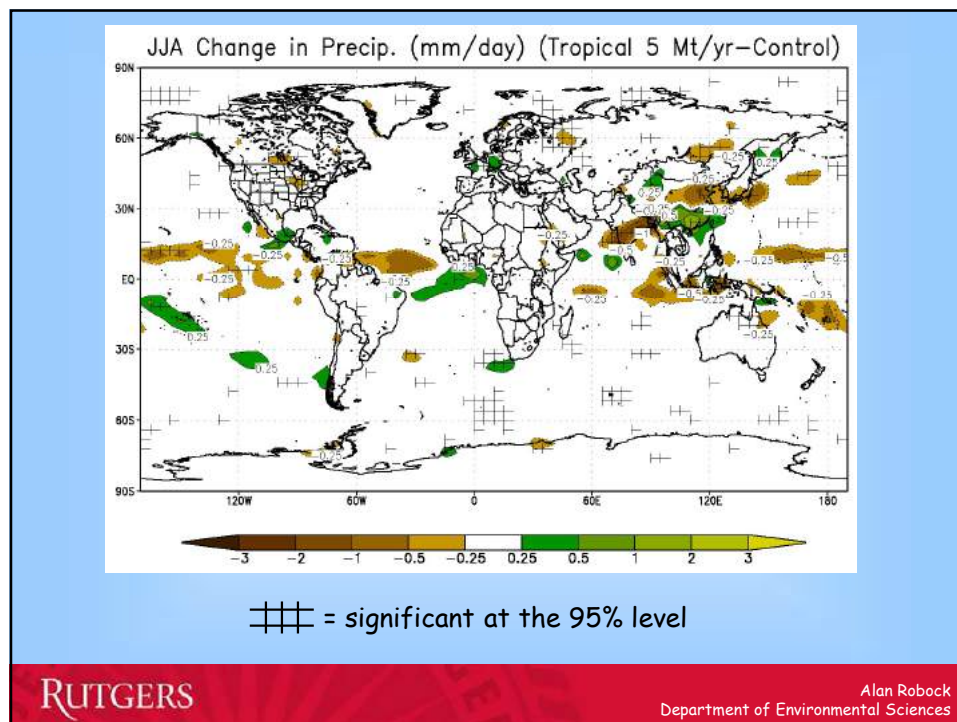 JJA Change in Precip. (mm/day) (Tropical 5 Mt/yr-Control)
90N
60N
30N
EQ
30S
60S
90S
120W 60W 0 60E 120E 180
-3 -2 -1 -0.5 -0.25 0.25 0.5 1 2 3
= significant at the 95% level
RUTGERS
Alan Robock
Department of Environmental Sciences